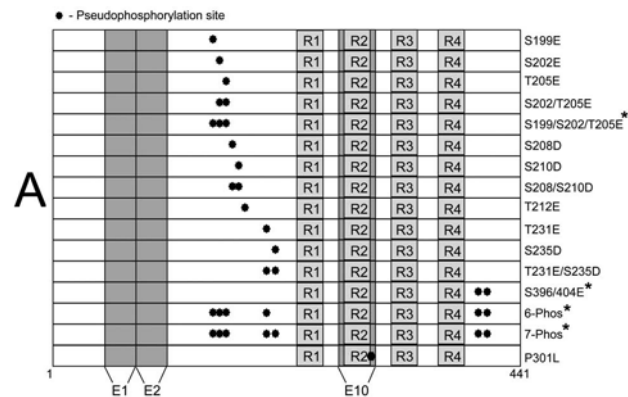 ● - Pseudophosphorylation site
A
R1 R2 R3 R4 S199E
R1 R2 R3 R4 S202E
R1 R2 R3 R4 T205E
R1 R2 R3 R4 S202/T205E
R1 R2 R3 R4 S199/S202/T205E*
R1 R2 R3 R4 S208D
R1 R2 R3 R4 S210D
R1 R2 R3 R4 S208/S210D
R1 R2 R3 R4 T212E
R1 R2 R3 R4 T231E
R1 R2 R3 R4 S235D
R1 R2 R3 R4 T231E/S235D
R1 R2 R3 R4 S396/404E*
R1 R2 R3 R4 6-Phos*
R1 R2 R3 R4 7-Phos*
R1 R2 R3 R4 P301L
1 441
E1 E2 E10